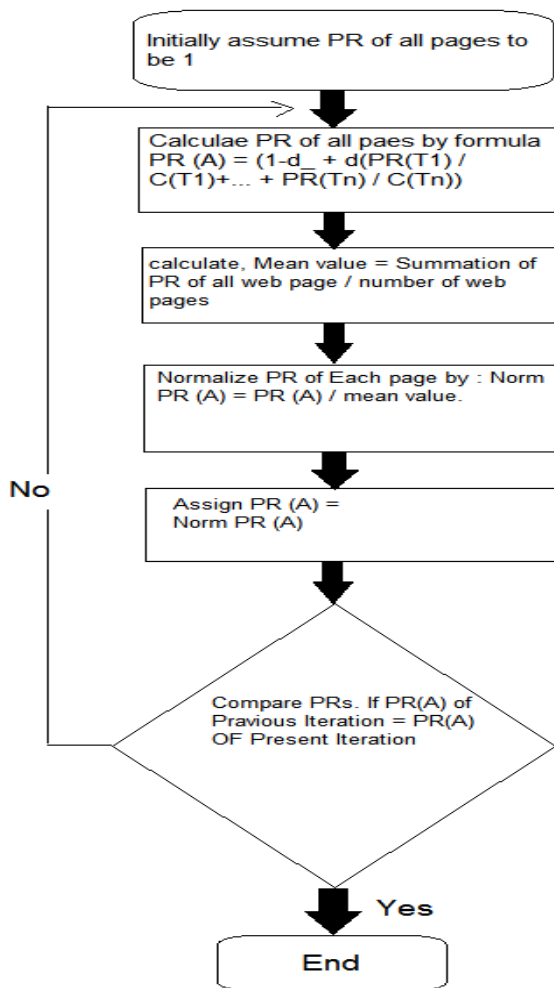 Initially assume PR of all pages to
be 1
Calculae PR of all paes by formula
PR (A) = (1-d_ + d(PR(T1) /
C(T1)+... + PR(Tn) / C(Tn))
calculate, Mean value = Summation of
PR of all web page / number of web
pages
Normalize PR of Each page by : Norm
PR (A) = PR (A) / mean value.
No
Assign PR (A) =
Norm PR (A)
Compare PRs. If PR(A) of
Pravious Iteration = PR(A)
OF Present Iteration
Yes
End